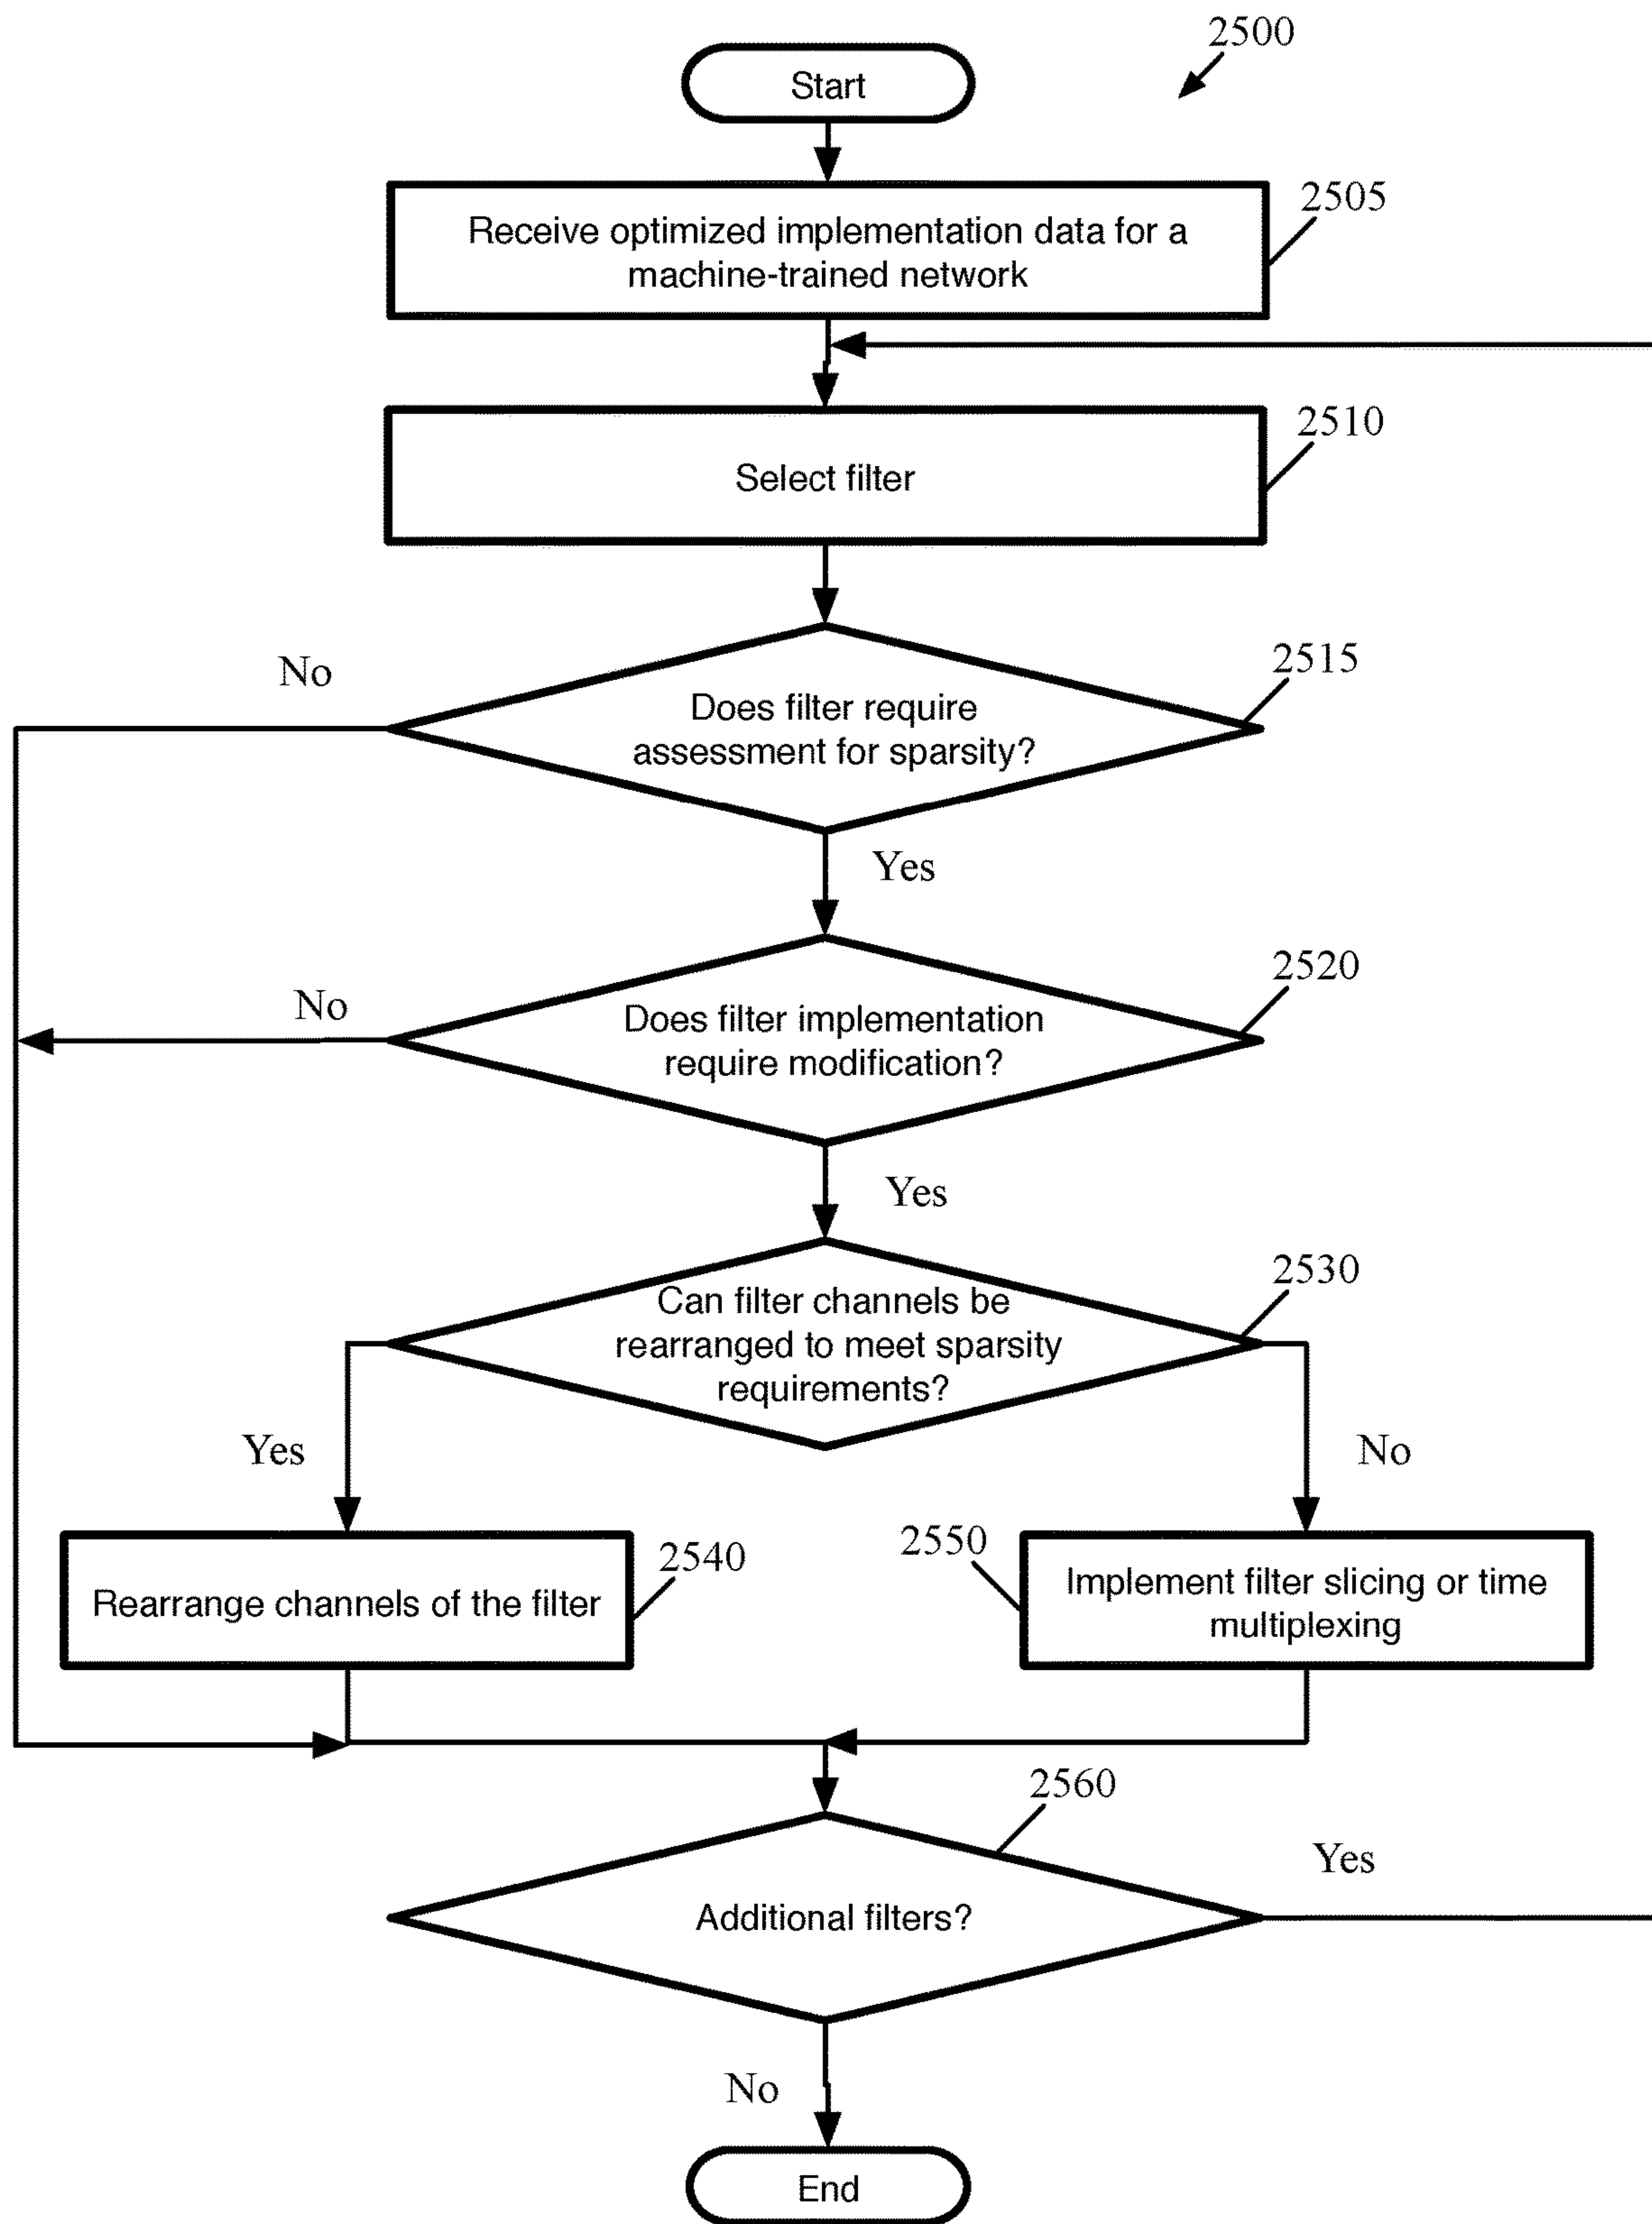 2500
Start
Receive optimized implementation data for a
machine-trained network
2505
Select filter
2510
No
Does filter require
assessment for sparsity?
2515
Yes
No
Does filter implementation
require modification?
2520
Yes
Can filter channels be
rearranged to meet sparsity
requirements?
2530
Yes
No
Rearrange channels of the filter
2540
2550
Implement filter slicing or time
multiplexing
2560
Additional filters?
Yes
No
End